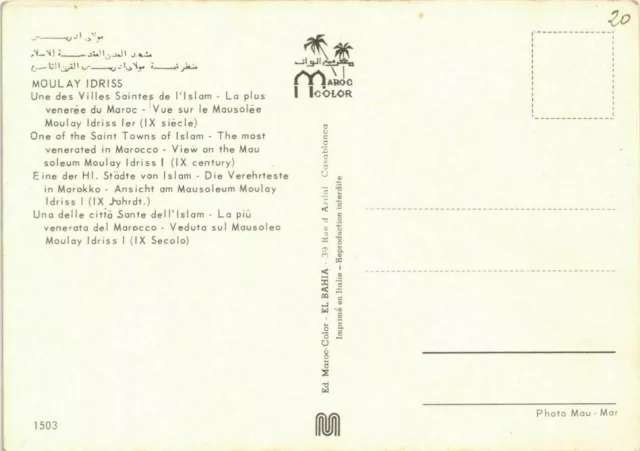 20
MOULAY IDRISS
Une des Villes Saintes de l'Islam - La plus
venerée du Maroc - Vue sur le Mausolée
Moulay Idriss Ier (IX siècle)
One of the Saint Towns of Islam - The most
venerated in Marocco - View on the Mau
soleum Moulay Idriss I (IX century)
Eine der Hl. Städte von Islam - Die Verehrteste
in Marokko - Ansicht am Mausoleum Moulay
Idriss I (IX Jahrdt.)
Una delle città Sante dell'Islam - La più
venerata del Marocco - Veduta sul Mausoleo
Moulay Idriss I (IX Secolo)
1503
MAROC
COLOR
Ed. Maroc-Color - EL BAHIA - 39 Rue d'Azilal Casablanca
Imprimé en Italie - Reproduction interdite
Photo Mau-Mar